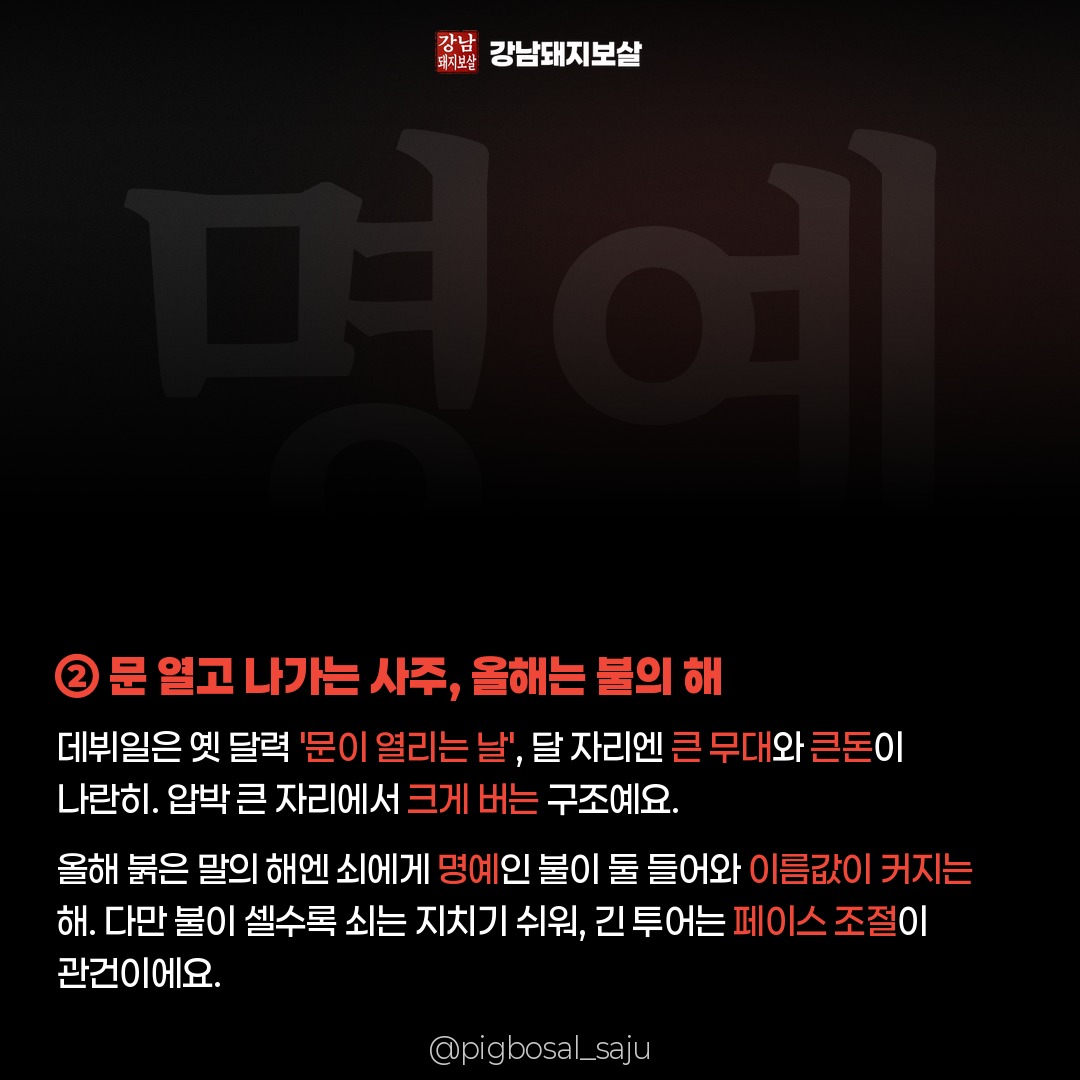 강남
돼지보살
강남돼지보살
명예
② 문 열고 나가는 사주, 올해는 불의 해
데뷔일은 옛 달력 '문이 열리는 날', 달 자리엔 큰 무대와 큰돈이
나란히. 압박 큰 자리에서 크게 버는 구조예요.
올해 붉은 말의 해엔 쇠에게 명예인 불이 둘 들어와 이름값이 커지는
해. 다만 불이 셀수록 쇠는 지치기 쉬워, 긴 투어는 페이스 조절이
관건이에요.
@pigbosal_saju